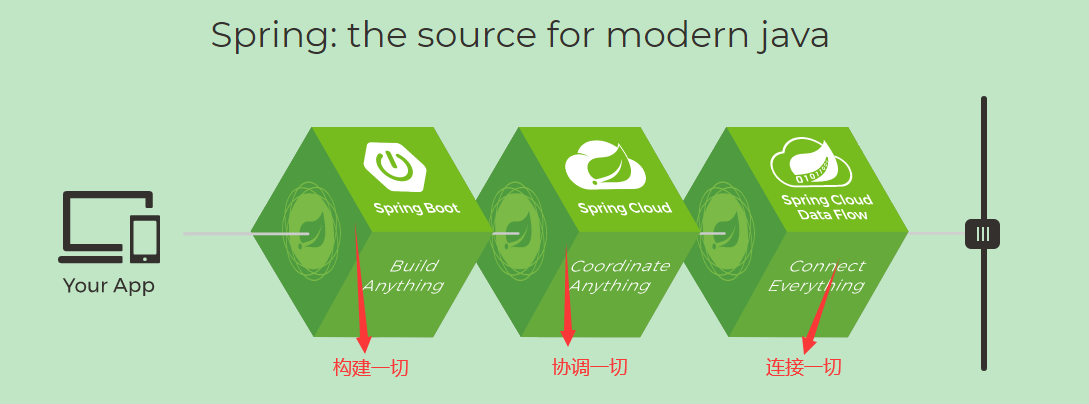 Spring: the source for modern java
Your App
Spring Boot
Build
Anything
构建一切
Spring Cloud
Coordinate
Anything
协调一切
Spring Cloud
Data Flow
Connect
Everything
连接一切